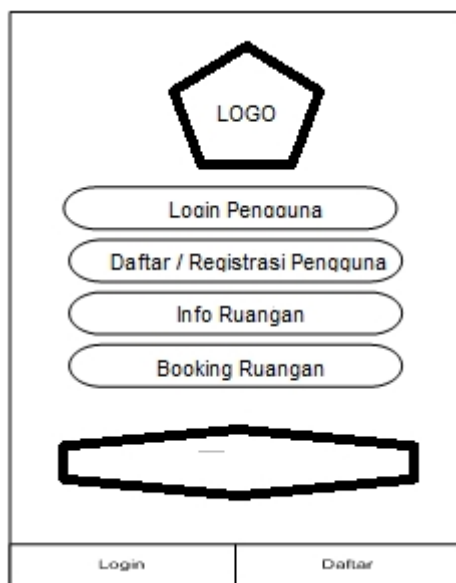 LOGO
Login Pengguna
Daftar / Registrasi Pengguna
Info Ruangan
Booking Ruangan
Login
Daftar